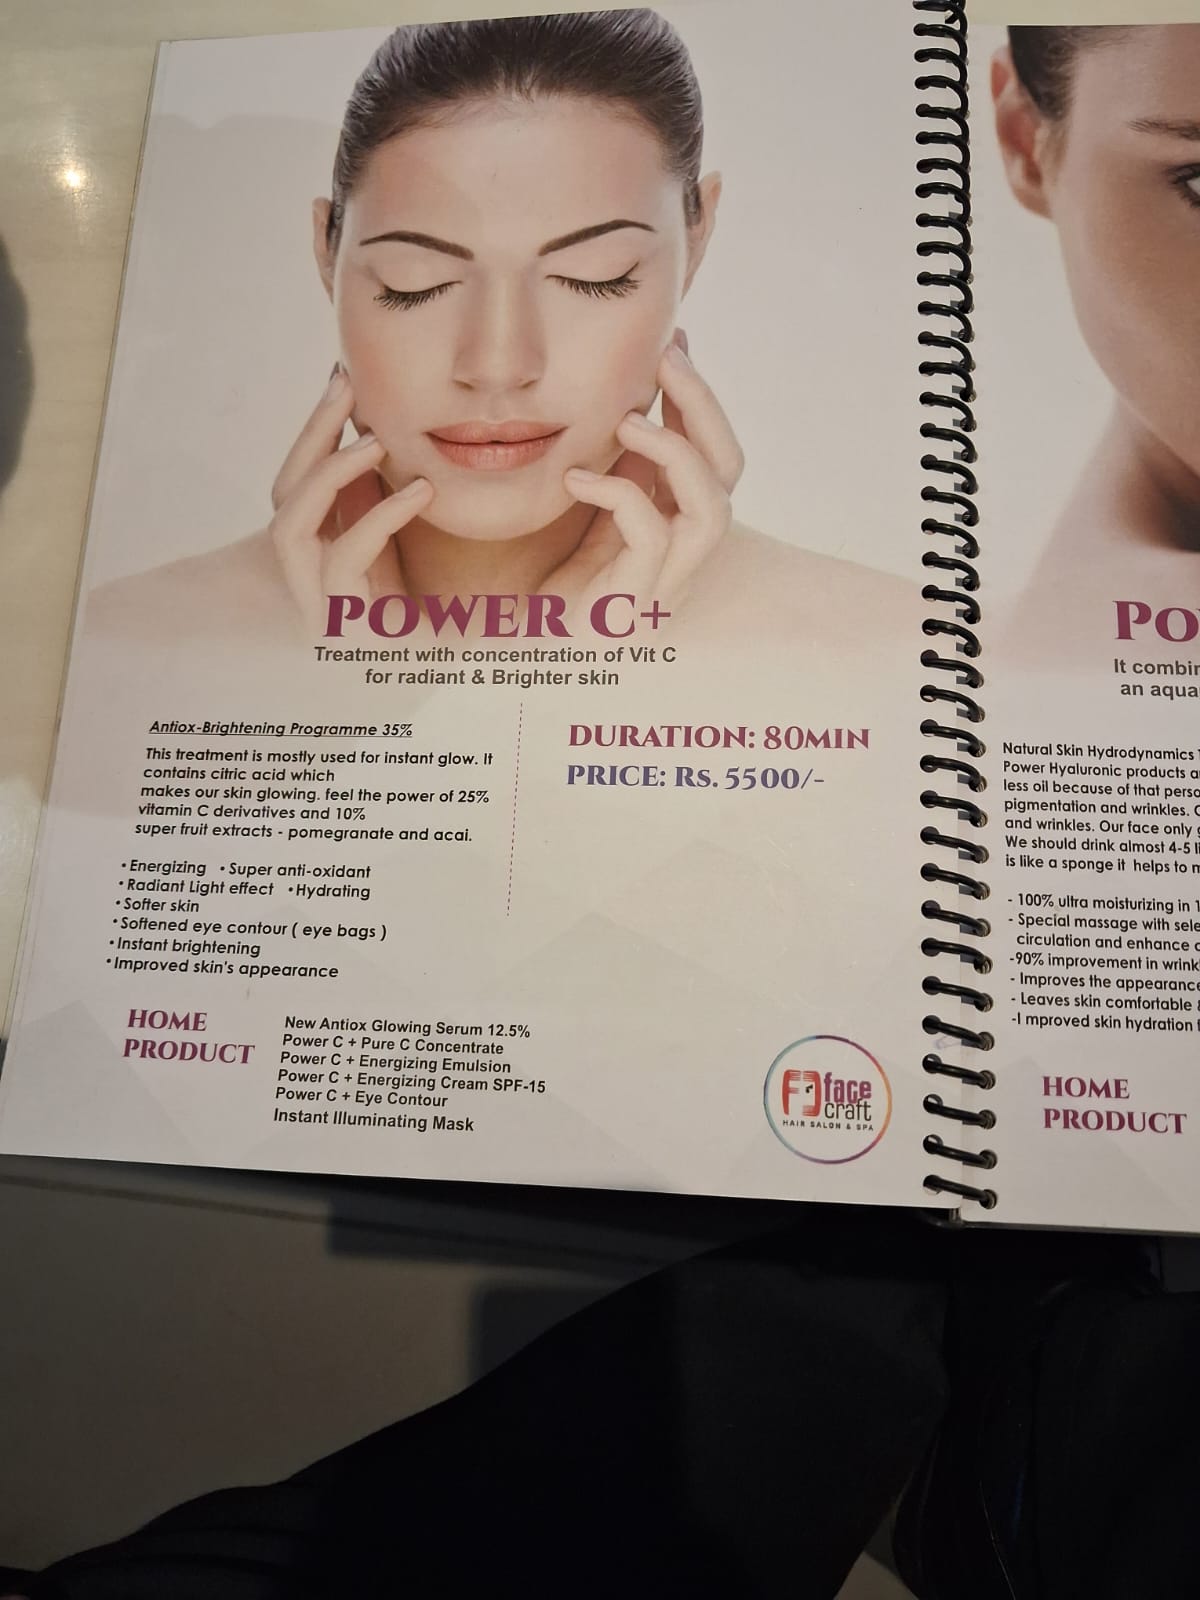 POWER C+
Treatment with concentration of Vit C
for radiant & Brighter skin
Antiox-Brightening Programme 35%
This treatment is mostly used for instant glow. It
contains citric acid which
makes our skin glowing. feel the power of 25%
vitamin C derivatives and 10%
super fruit extracts - pomegranate and acai.
• Energizing • Super anti-oxidant
• Radiant Light effect • Hydrating
• Softer skin
• Softened eye contour ( eye bags )
• Instant brightening
• Improved skin's appearance
DURATION: 80MIN
PRICE: RS. 5500/-
HOME
PRODUCT
New Antiox Glowing Serum 12.5%
Power C + Pure C Concentrate
Power C + Energizing Emulsion
Power C + Energizing Cream SPF-15
Power C + Eye Contour
Instant Illuminating Mask
face
craft
HAIR SALON & SPA
PO
It combin
an aqua
Natural Skin Hydrodynamics
Power Hyaluronic products a
less oil because of that perso
pigmentation and wrinkles.
and wrinkles. Our face only
We should drink almost 4-5 li
is like a sponge it helps to m
- 100% ultra moisturizing in 1
- Special massage with sele
circulation and enhance
-90% improvement in wrink
- Improves the appearance
- Leaves skin comfortable
-I mproved skin hydration
HOME
PRODUCT